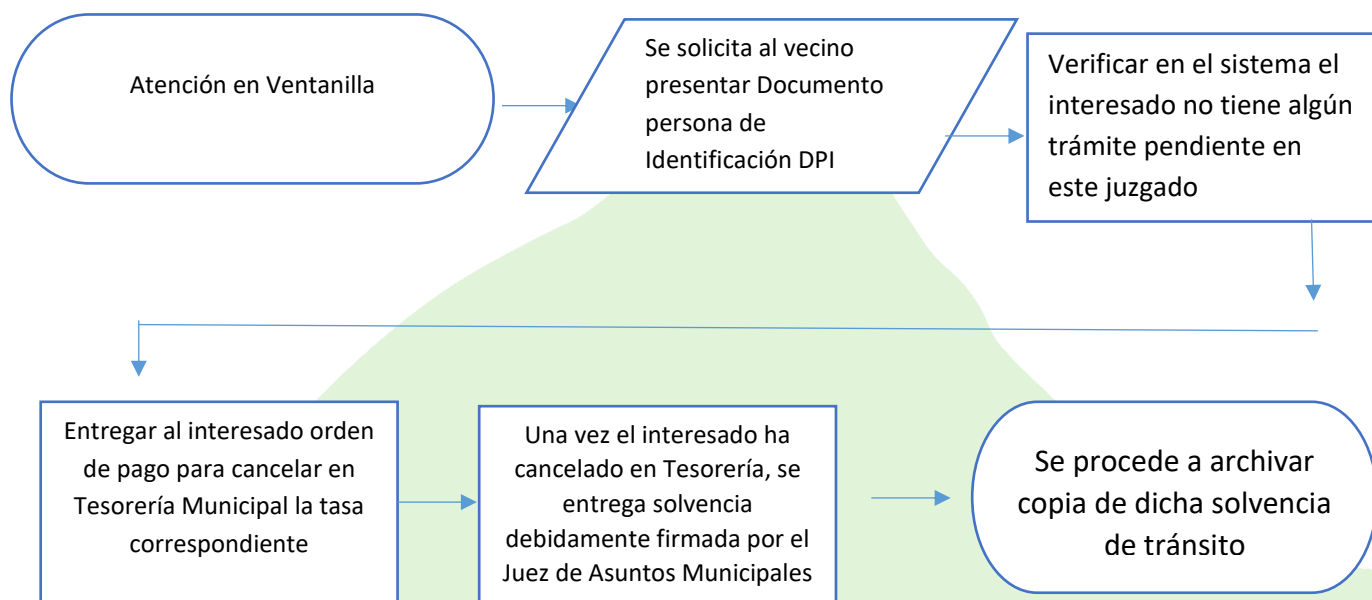 Atención en Ventanilla
Se solicita al vecino
presentar Documento
persona de
Identificación DPI
Verificar en el sistema el
interesado no tiene algún
trámite pendiente en
este juzgado
Entregar al interesado orden
de pago para cancelar en
Tesorería Municipal la tasa
correspondiente
Una vez el interesado ha
cancelado en Tesorería, se
entrega solvencia
debidamente firmada por el
Juez de Asuntos Municipales
Se procede a archivar
copia de dicha solvencia
de tránsito